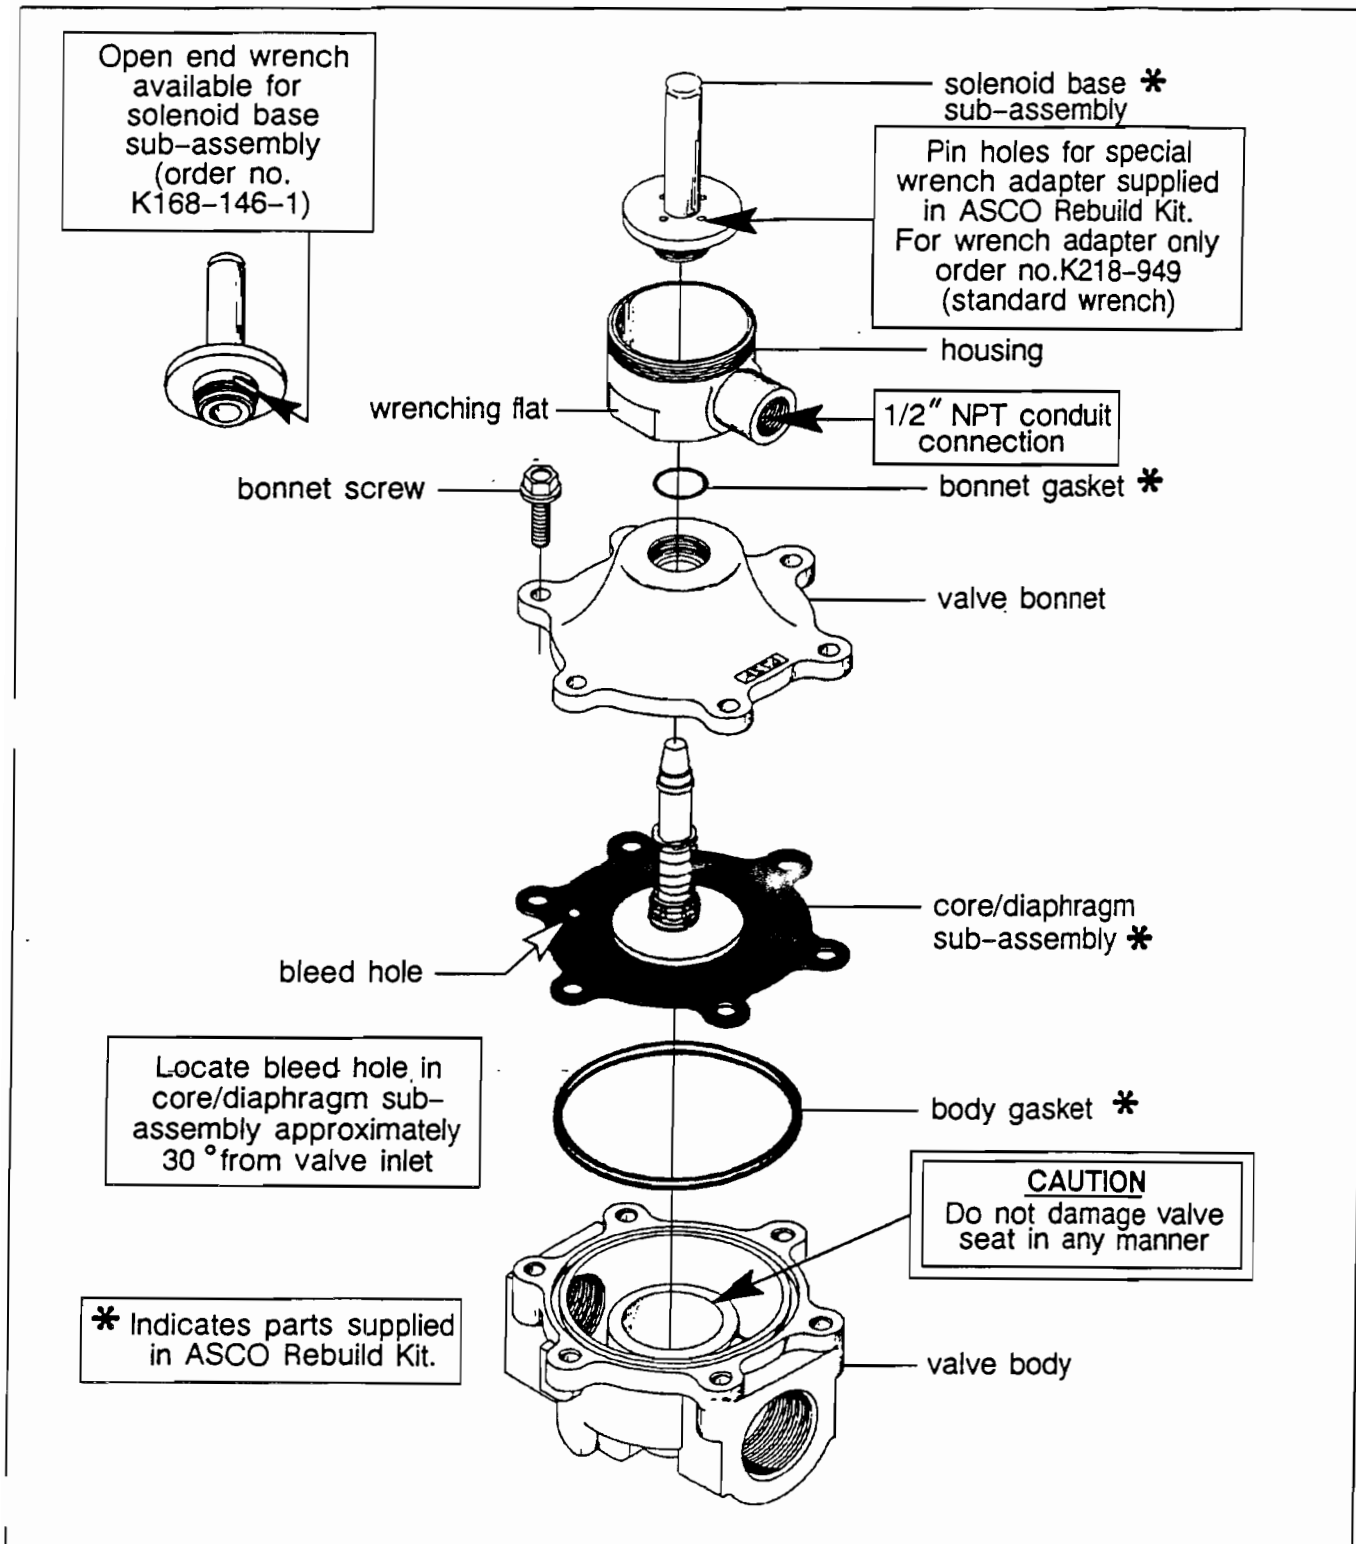 Open end wrench
available for
solenoid base
sub-assembly
(order no.
K168-146-1)
solenoid base *
sub-assembly
Pin holes for special
wrench adapter supplied
in ASCO Rebuild Kit.
For wrench adapter only
order no.K218-949
(standard wrench)
housing
wrenching flat
1/2" NPT conduit
connection
bonnet screw
bonnet gasket *
valve bonnet
core/diaphragm
sub-assembly *
bleed hole
Locate bleed hole in
core/diaphragm sub-
assembly approximately
30° from valve inlet
body gasket *
CAUTION
Do not damage valve
seat in any manner
* Indicates parts supplied
in ASCO Rebuild Kit.
valve body